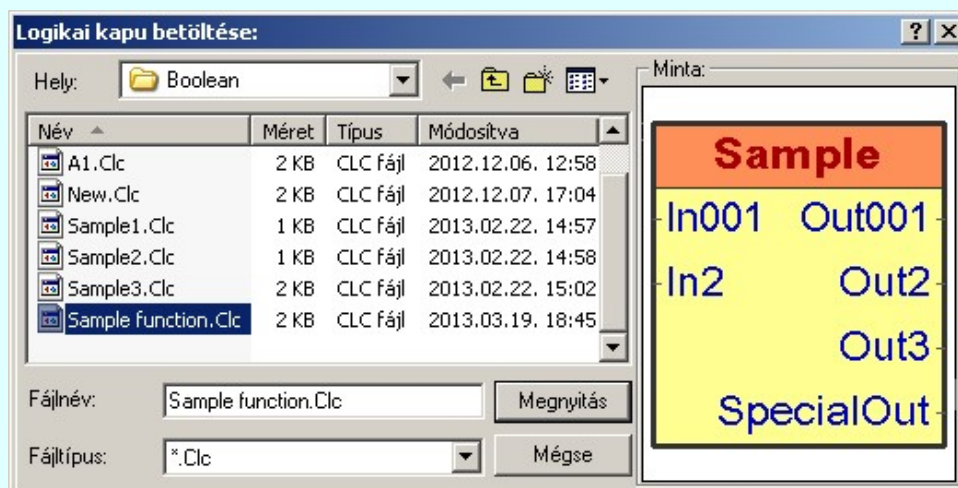 Logikai kapu betöltése:
Hely: Boolean
Név Méret Típus Módosítva
A1.Clc 2 KB CLC fájl 2012.12.06. 12:58
New.Clc 2 KB CLC fájl 2012.12.07. 17:04
Sample1.Clc 1 KB CLC fájl 2013.02.22. 14:57
Sample2.Clc 1 KB CLC fájl 2013.02.22. 14:58
Sample3.Clc 2 KB CLC fájl 2013.02.22. 15:02
Sample function.Clc 2 KB CLC fájl 2013.03.19. 18:45
Fájlnév: Sample function.Clc Megnyitás
Fájltípus: *.Clc Mégse
Minta:
Sample
In001 Out001
In2 Out2
Out3
SpecialOut